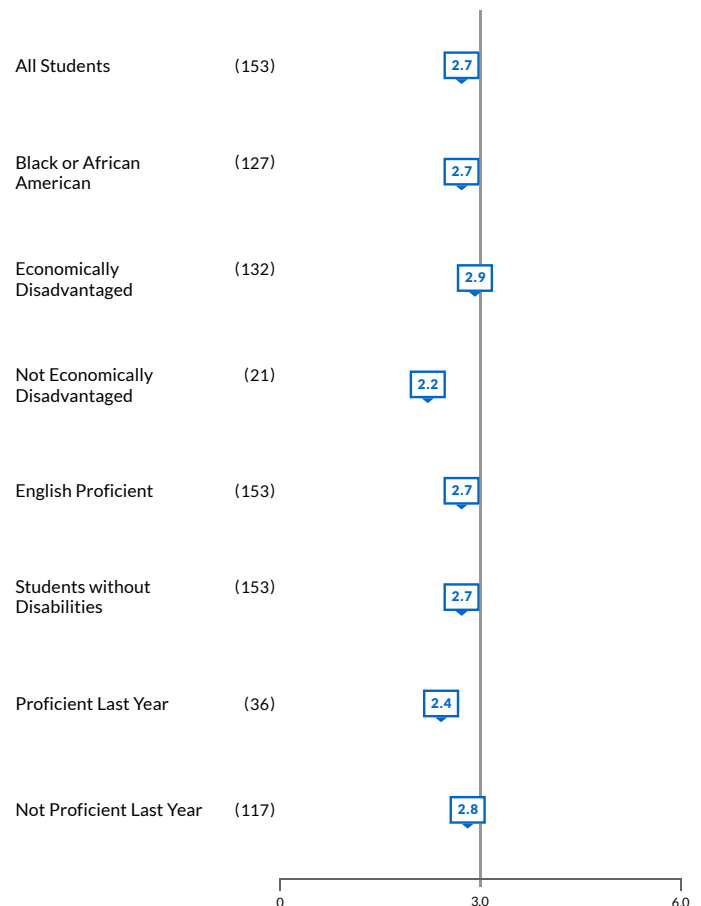 All Students (153) 2.7
Black or African (127) 2.7
American
Economically (132) 2.9
Disadvantaged
Not Economically (21) 2.2
Disadvantaged
English Proficient (153) 2.7
Students without (153) 2.7
Disabilities
Proficient Last Year (36) 2.4
Not Proficient Last Year (117) 2.8
0 3.0 6.0